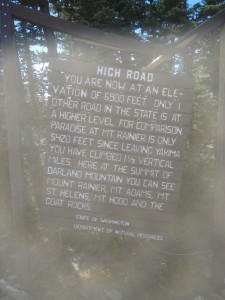 HIGH ROAD
YOU ARE NOW AT AN ELE-
VATION OF 6500 FEET. ONLY 1
OTHER ROAD IN THE STATE IS AT
A HIGHER LEVEL. FOR COMPARISON
PARADISE AT MT RAINIER IS ONLY
5420 FEET. SINCE LEAVING YAKIMA
YOU HAVE CLIMBED 1 VERTICAL
MILES. HERE AT THE SUMMIT OF
DARLAND MOUNTAIN YOU CAN SEE
MOUNT RAINIER, MT ADAMS, MT
ST HELENS, MT HOOD AND THE
GOAT ROCKS.
STATE OF WASHINGTON
DEPARTMENT OF NATURAL RESOURCES